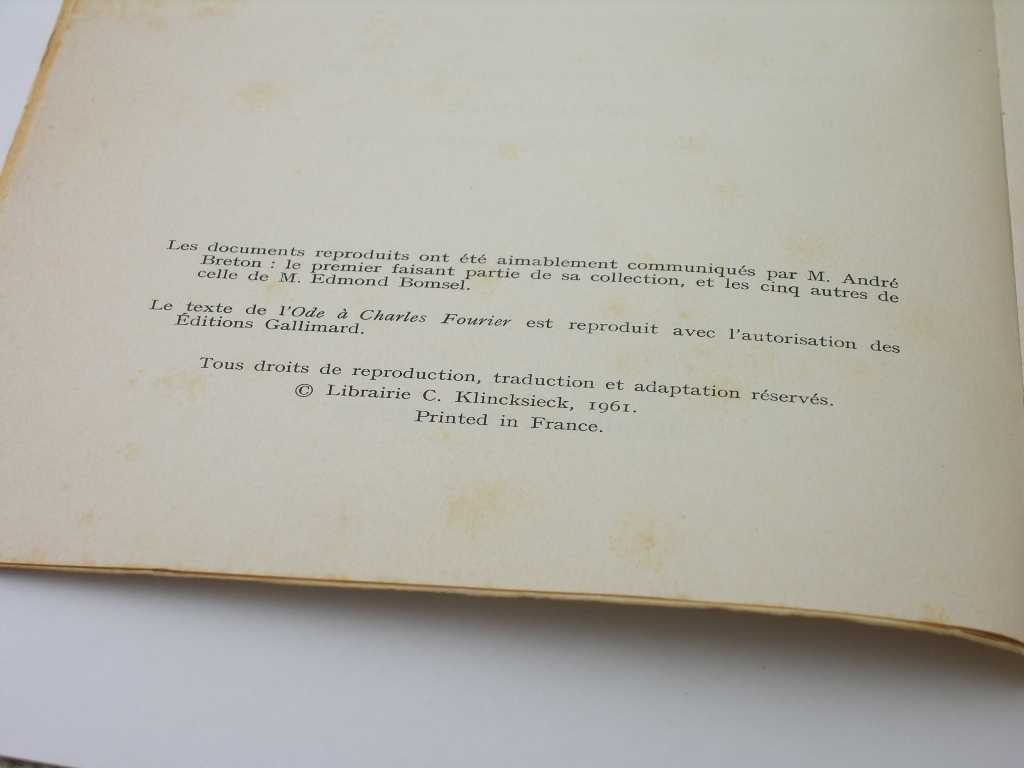 Les documents reproduits ont été aimablement communiqués par M. André
Breton : le premier faisant partie de sa collection, et les cinq autres de
celle de M. Edmond Bomsel.
Le texte de l'Ode à Charles Fourier est reproduit avec l'autorisation des
Éditions Gallimard.
Tous droits de reproduction, traduction et adaptation réservés.
© Librairie C. Klincksieck, 1961.
Printed in France.